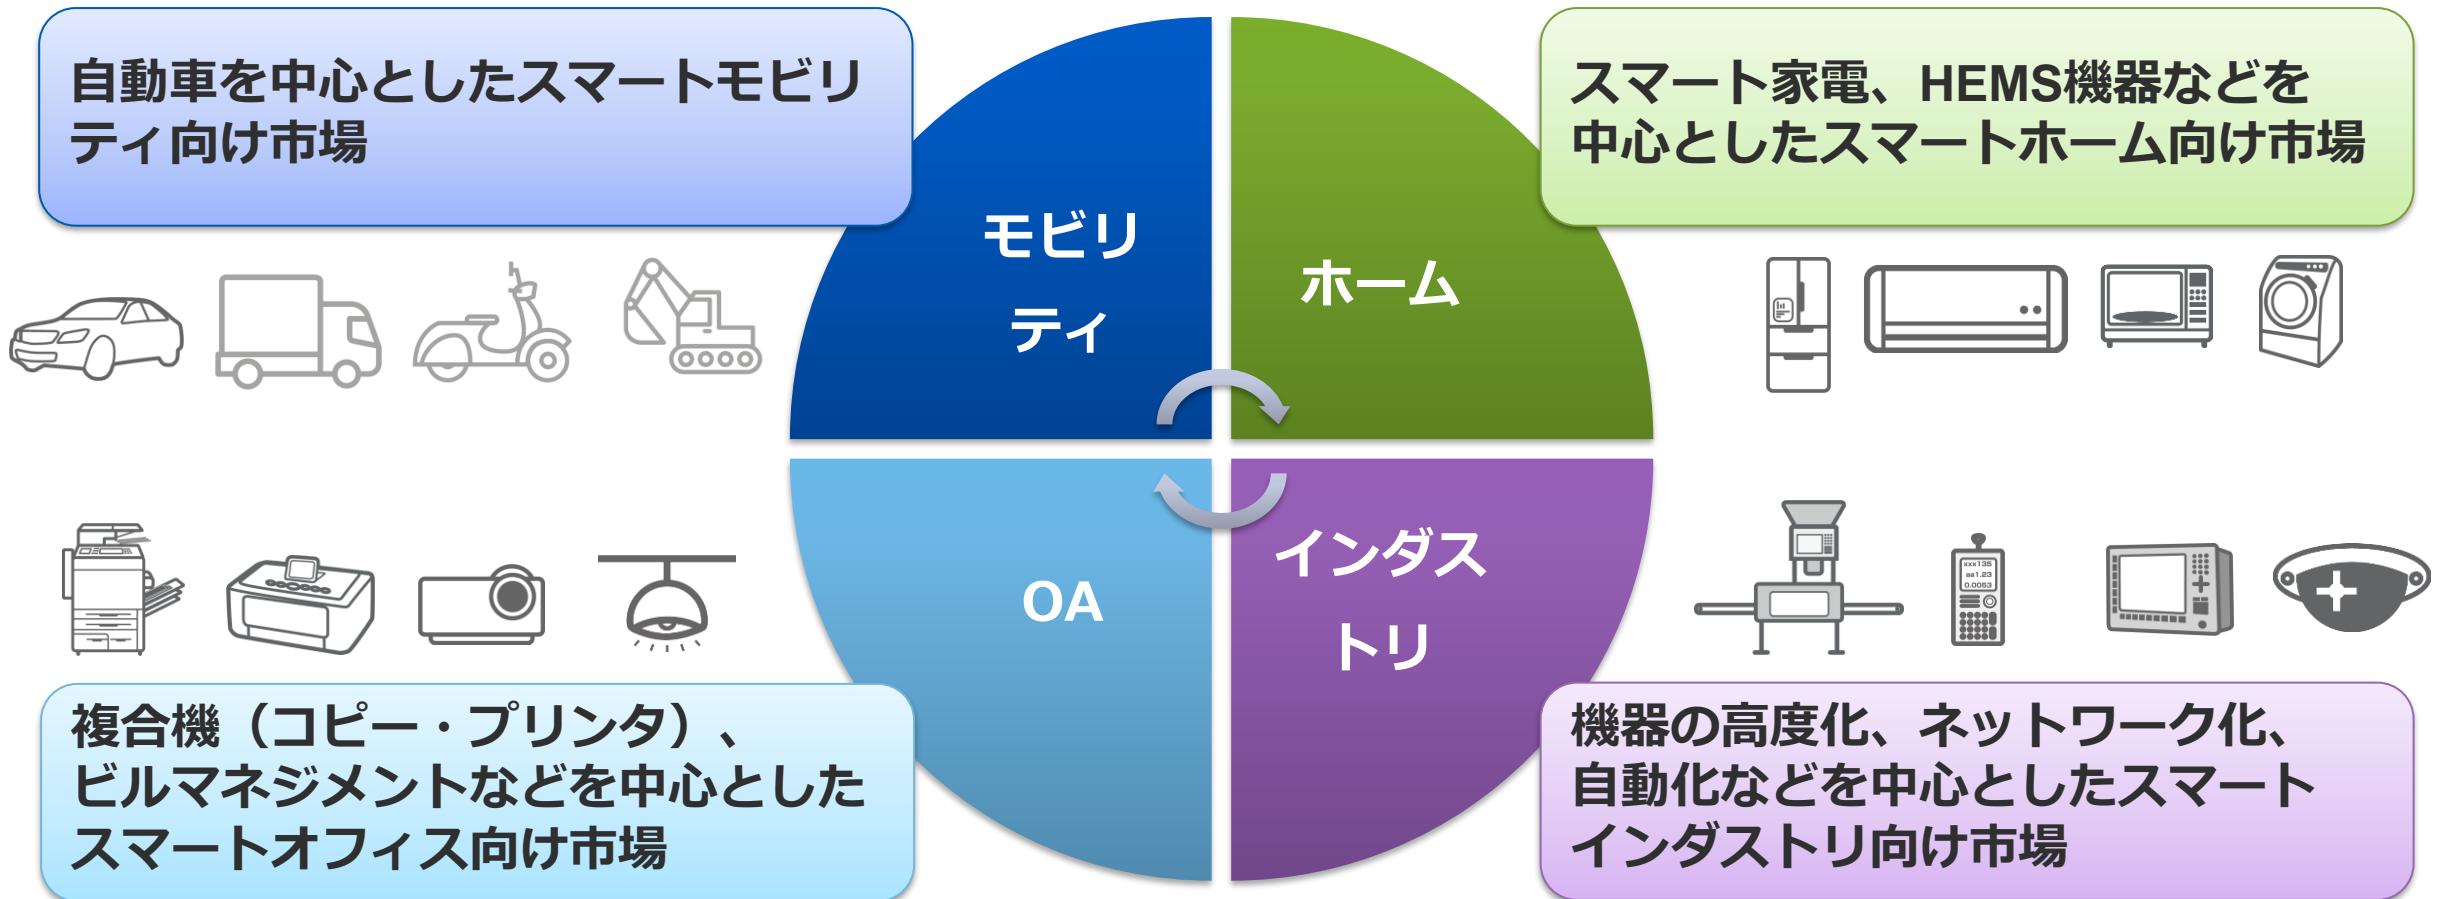 自動車を中心としたスマートモビリ
ティ向け市場
スマート家電、HEMS機器などを
中心としたスマートホーム向け市場
モビリ
ティ
ホーム
OA
インダス
トリ
xxx135
aa1.23
0.0053
複合機（コピー・プリンタ）、
ビルマネジメントなどを中心とした
スマートオフィス向け市場
機器の高度化、ネットワーク化、
自動化などを中心としたスマート
インダストリ向け市場